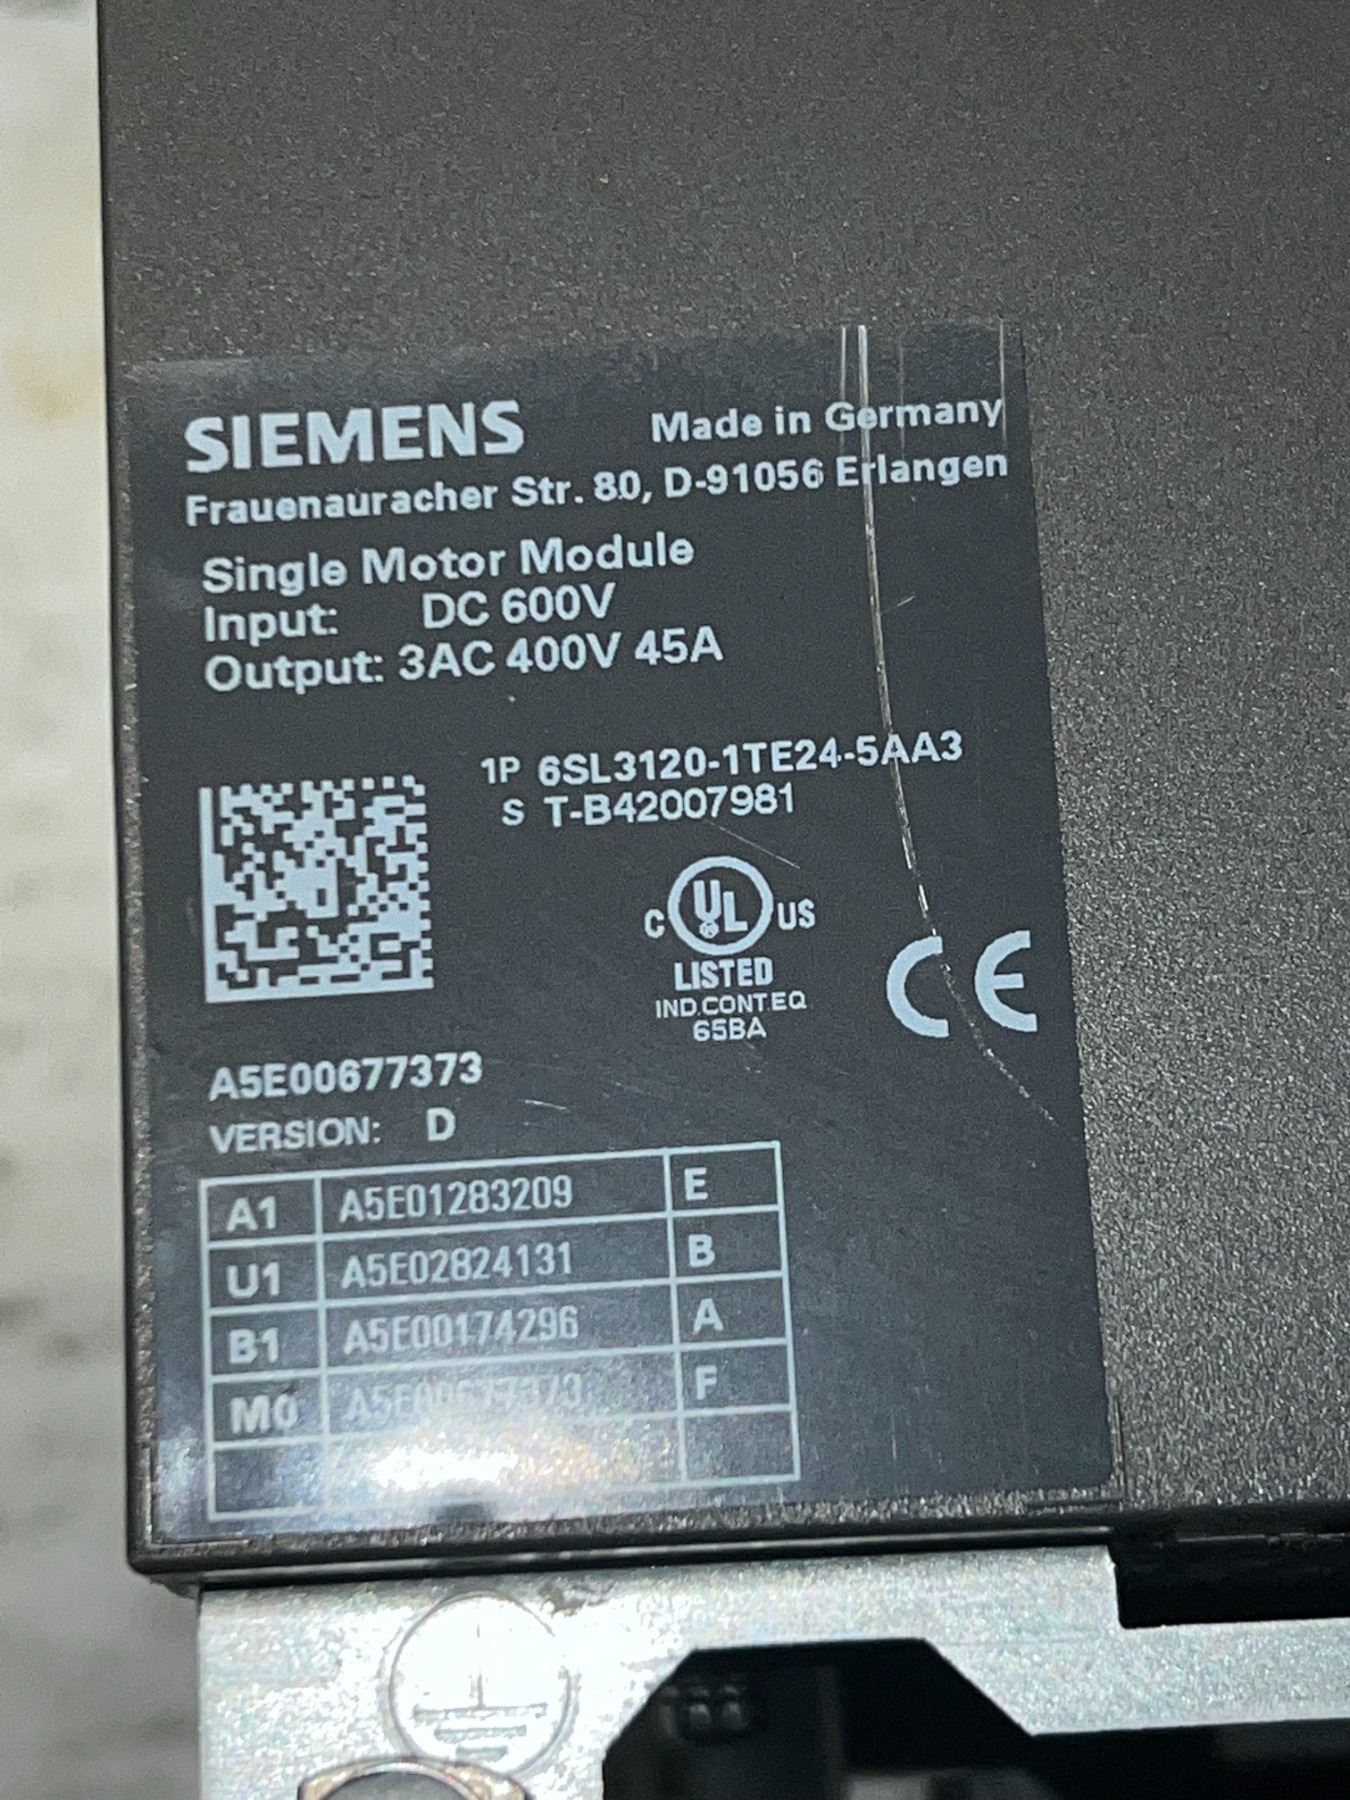 SIEMENS Made in Germany
Frauenauracher Str. 80, D-91056 Erlangen
Single Motor Module
Input: DC 600V
Output: 3AC 400V 45A
1P 6SL3120-1TE24-5AA3
S T-B42007981
C UL US
LISTED
IND.CONT.EQ
65BA
CE
A5E00677373
VERSION: D
A1 A5E01283209 E
U1 A5E02824131 B
B1 A5E00174296 A
M0 A5E00677373 F